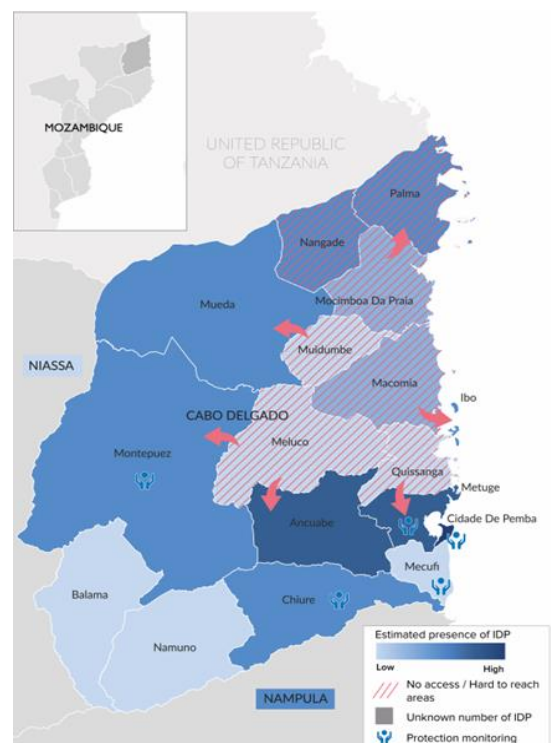 MOZAMBIQUE
UNITED REPUBLIC
OF TANZANIA
Palma
Nangade
Mueda
Mocimboa Da Praia
Muidumbe
NIASSA
Macomia
Ibo
CABO DELGADO
Meluco
Montepuez
Quissanga
Metuge
Ancuabe
Cidade De Pemba
Mecufi
Balama
Chiure
Namuno
NAMPULA
Estimated presence of IDP
Low High
No access / Hard to reach
areas
Unknown number of IDP
Protection monitoring